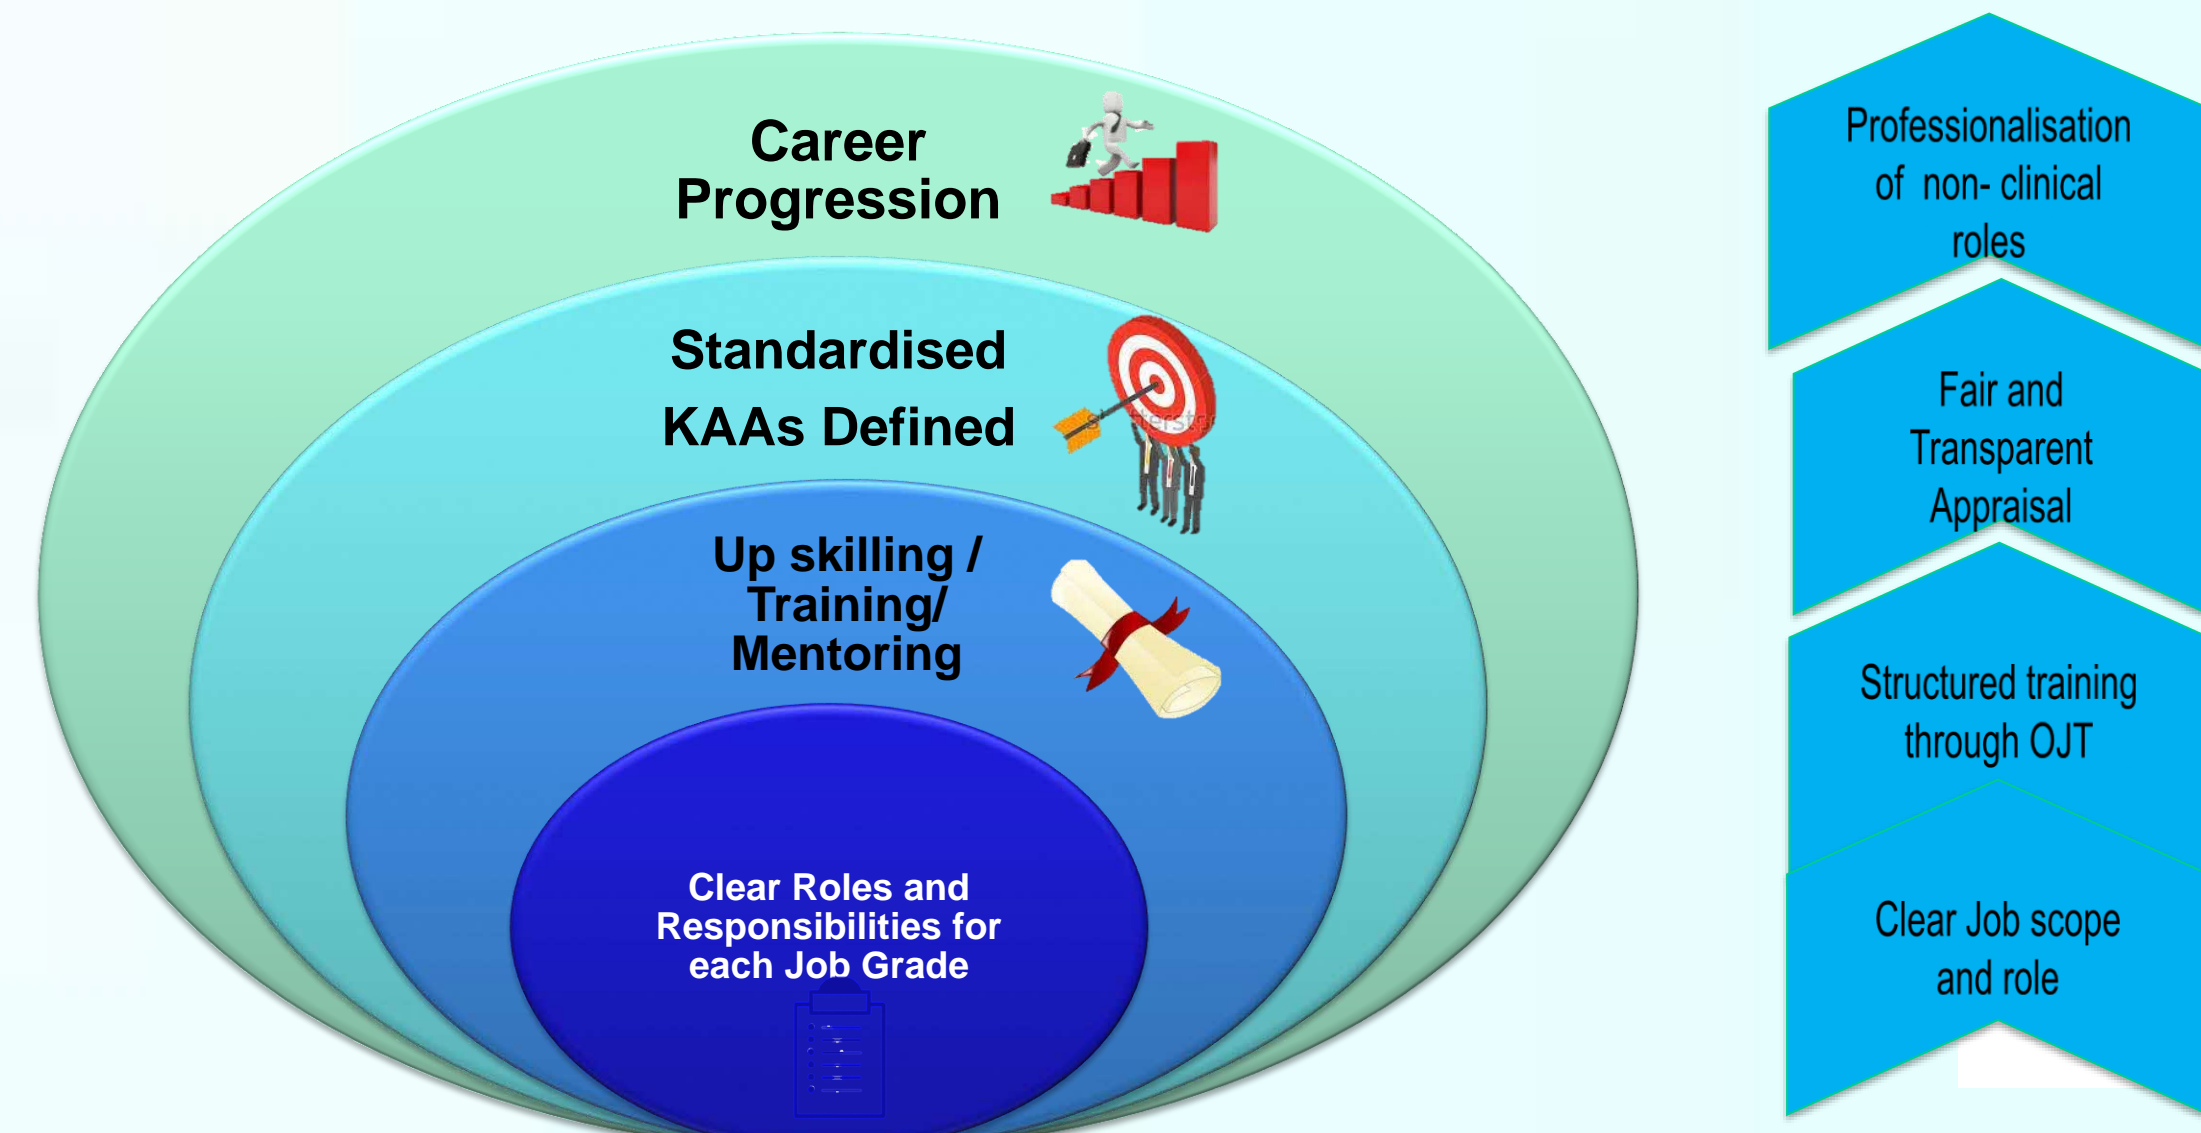 Career
Progression
Standardised
KAAs Defined
Up skilling /
Training/
Mentoring
Clear Roles and
Responsibilities for
each Job Grade
Professionalisation
of non- clinical
roles
Fair and
Transparent
Appraisal
Structured training
through OJT
Clear Job scope
and role